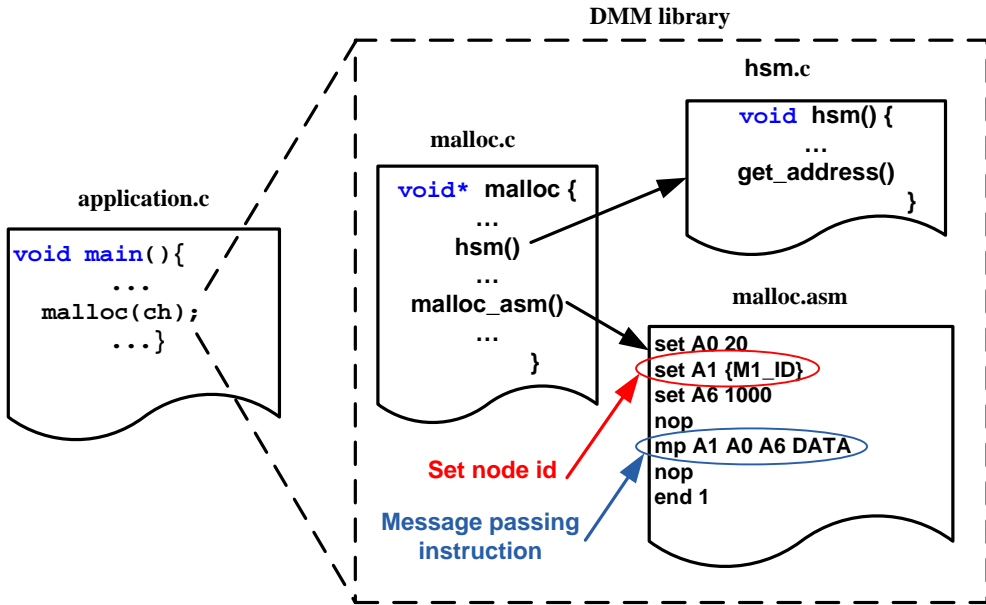 DMM library
application.c
void main(){
...
malloc(ch);
...}
malloc.c
void* malloc {
...
hsm()
...
malloc_asm()
...
}
hsm.c
void hsm() {
...
get_address()
}
malloc.asm
set A0 20
set A1 {M1_ID}
set A6 1000
nop
mp A1 A0 A6 DATA
nop
end 1
Set node id
Message passing
instruction